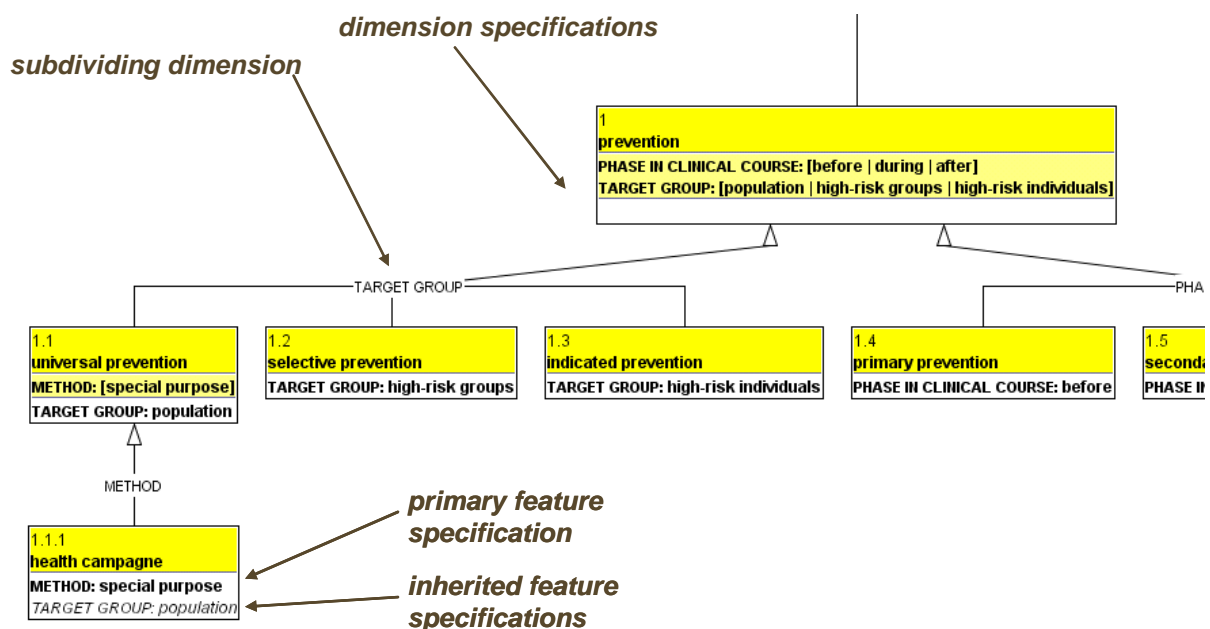 dimension specifications
subdividing dimension
1
prevention
PHASE IN CLINICAL COURSE: [before | during | after]
TARGET GROUP: [population | high-risk groups | high-risk individuals]
TARGET GROUP
PHA
1.1
universal prevention
METHOD: [special purpose]
TARGET GROUP: population
1.2
selective prevention
TARGET GROUP: high-risk groups
1.3
indicated prevention
TARGET GROUP: high-risk individuals
1.4
primary prevention
PHASE IN CLINICAL COURSE: before
1.5
seconda
PHASE IN
METHOD
1.1.1
health campagne
METHOD: special purpose
TARGET GROUP: population
primary feature
specification
inherited feature
specifications